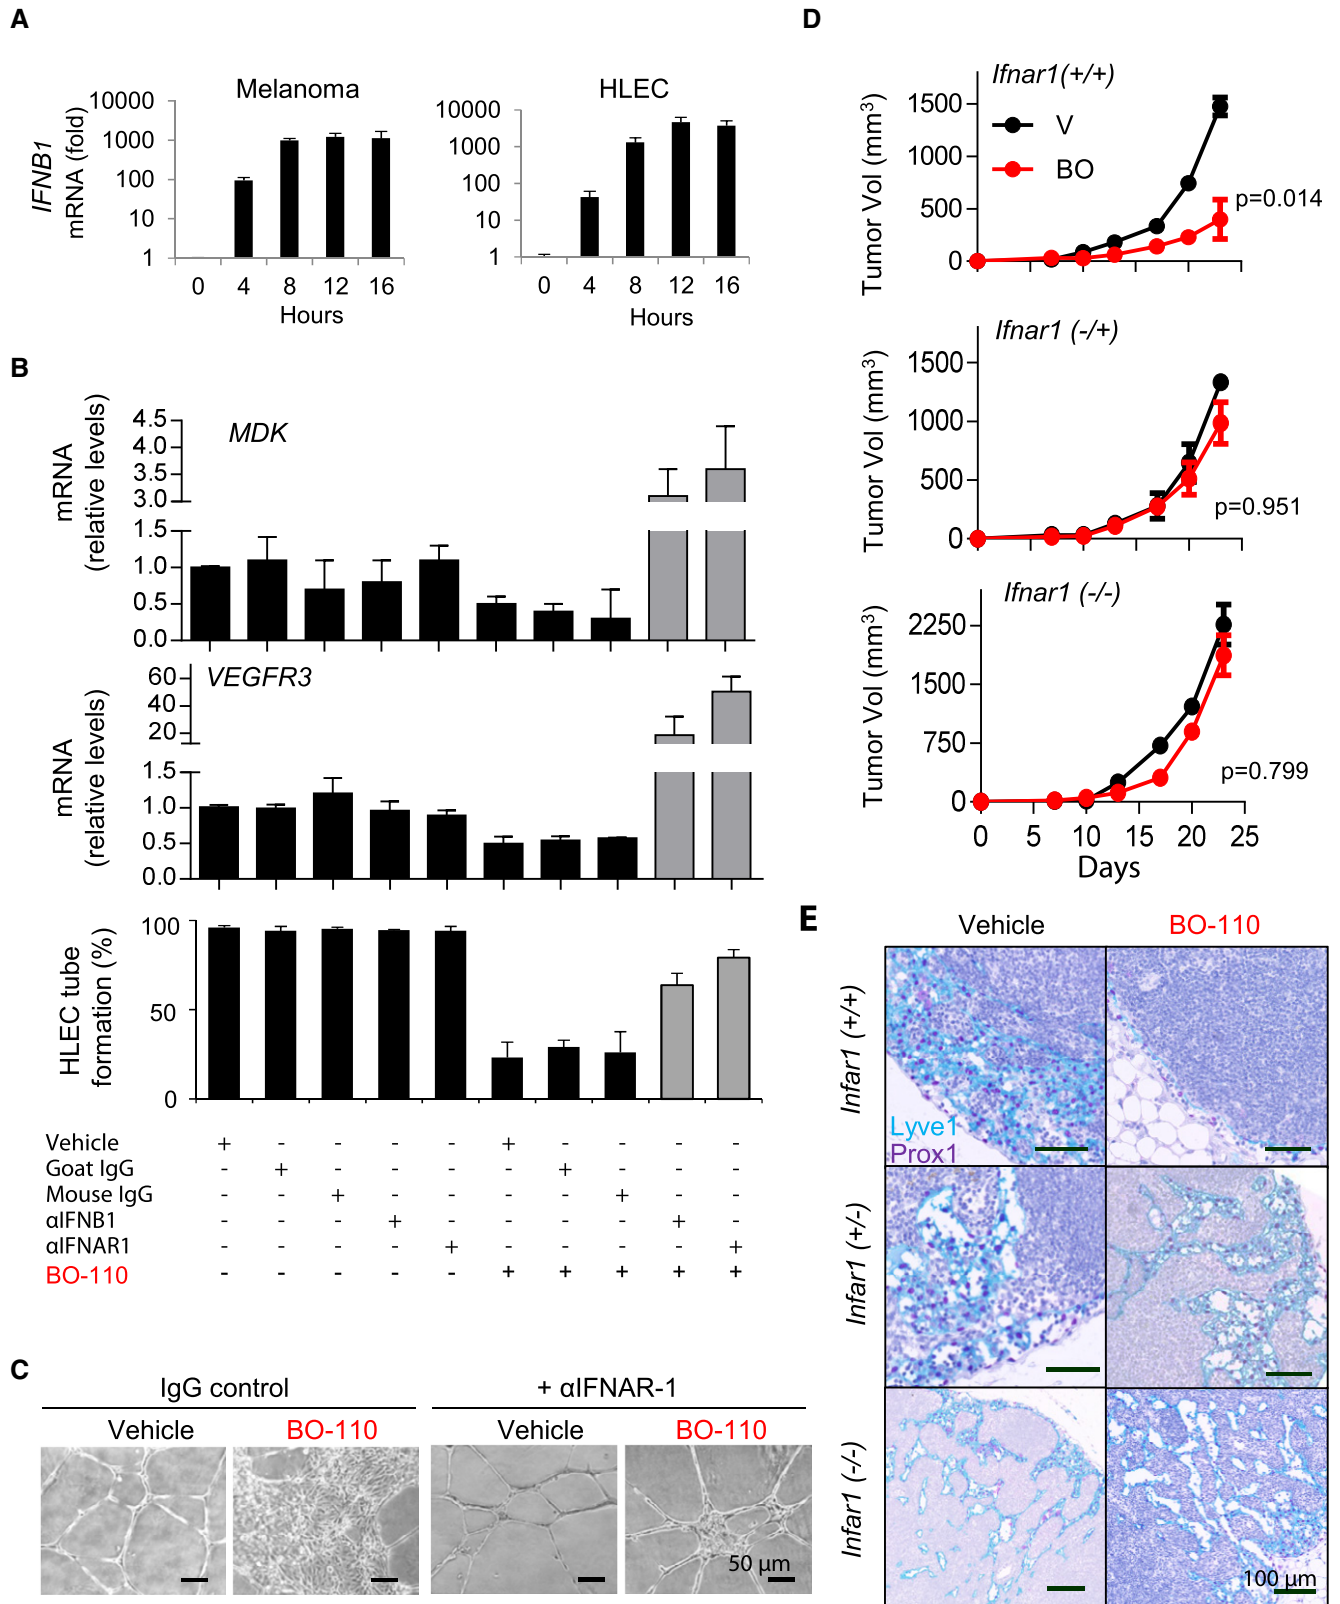 A
Melanoma
IFNB1
mRNA (fold)
10000
1000
100
10
1
0 4 8 12 16
Hours
HLEC
10000
1000
100
10
1
0 4 8 12 16
Hours
B
MDK
mRNA
(relative levels)
4.5
4.0
3.5
3.0
1.5
1.0
0.5
0.0
VEGFR3
mRNA
(relative levels)
60
40
20
1.5
1.0
0.5
0.0
HLEC tube
formation (%)
100
50
0
Vehicle + - - - - + - - - -
Goat IgG - + - - - - + - - -
Mouse IgG - - + - - - - + - -
αIFNB1 - - - + - - - - + -
αIFNAR1 - - - - + - - - - +
BO-110 - - - - - + + + + +
C
IgG control
+ αIFNAR-1
Vehicle BO-110 Vehicle BO-110
50 µm
D
Ifnar1(+/+)
V
BO
Tumor Vol (mm3)
1500
1000
500
0
p=0.014
Ifnar1 (-/+)
Tumor Vol (mm3)
1500
1000
500
0
p=0.951
Ifnar1 (-/-)
Tumor Vol (mm3)
2250
1500
750
0
p=0.799
0 5 10 15 20 25
Days
E
Vehicle BO-110
Infar1 (+/+)
Lyve1
Prox1
Infar1 (+/-)
Infar1 (-/-)
100 µm